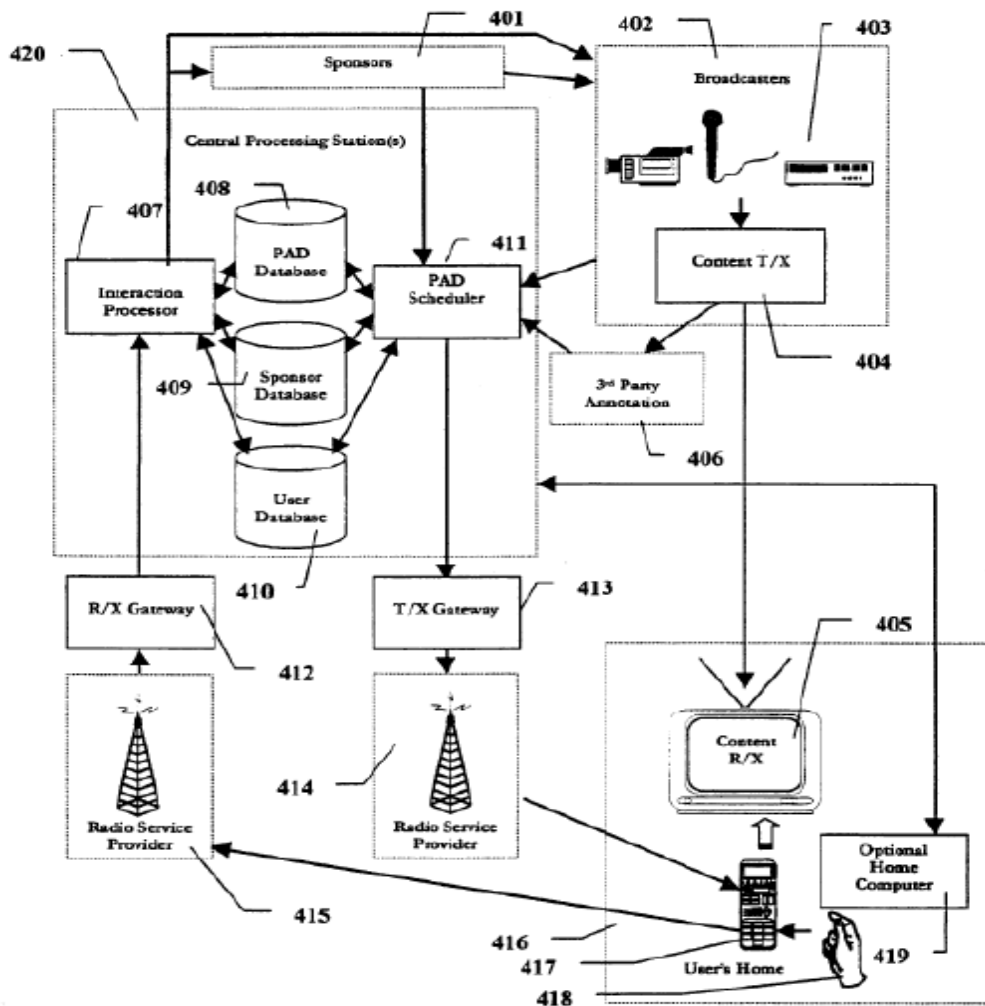 401
402
403
420
Sponsors
Broadcasters
Central Processing Station(s)
408
407
PAD
Database
411
PAD
Scheduler
Content T/X
Interaction
Processor
404
409
Sponsor
Database
3rd Party
Annotation
406
User
Database
410
413
R/X Gateway
T/X Gateway
405
412
Content
R/X
414
Radio Service
Provider
Radio Service
Provider
Optional
Home
Computer
415
416
417
User's Home
419
418